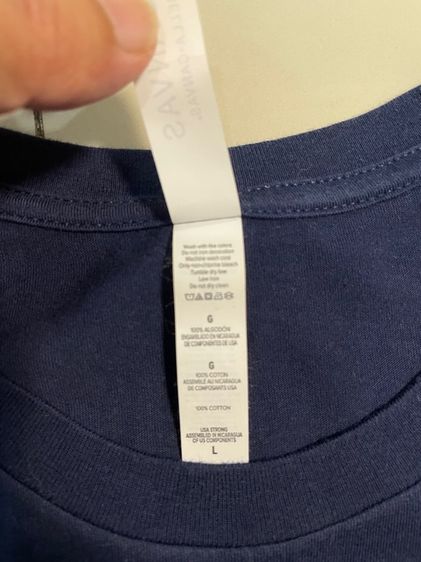 Wash with like colors
Do not iron decoration
Machine wash cold
Only non-chlorine bleach
Tumble dry low
Low iron
Do not dry clean
G
100% ALGODÓN
ENSAMBLADO EN NICARAGUA
DE COMPONENTES DE USA
G
100% COTON
ASSEMBLE AU NICARAGUA
DE COMPOSANTS USA
100% COTTON
USA STRONG
ASSEMBLED IN NICARAGUA
OF US COMPONENTS
L